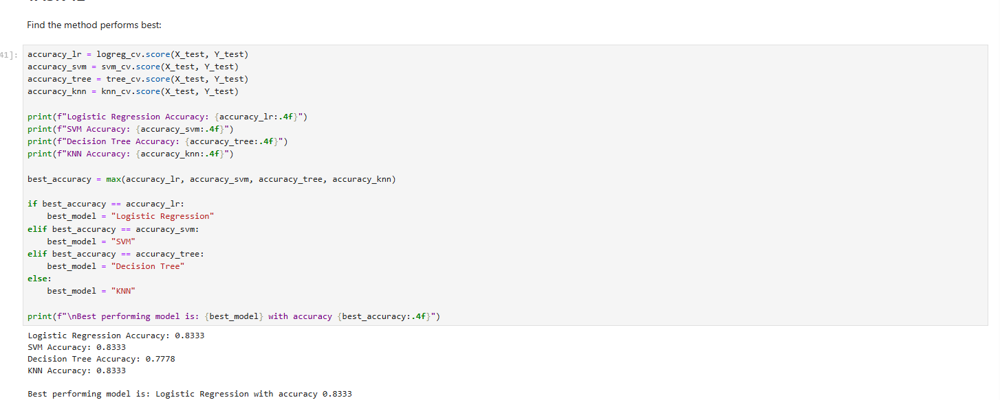 Find the method performs best:
41]:
accuracy_lr = logreg_cv.score(X_test, Y_test)
accuracy_svm = svm_cv.score(X_test, Y_test)
accuracy_tree = tree_cv.score(X_test, Y_test)
accuracy_knn = knn_cv.score(X_test, Y_test)
print(f"Logistic Regression Accuracy: {accuracy_lr:.4f}")
print(f"SVM Accuracy: {accuracy_svm:.4f}")
print(f"Decision Tree Accuracy: {accuracy_tree:.4f}")
print(f"KNN Accuracy: {accuracy_knn:.4f}")
best_accuracy = max(accuracy_lr, accuracy_svm, accuracy_tree, accuracy_knn)
if best_accuracy == accuracy_lr:
    best_model = "Logistic Regression"
elif best_accuracy == accuracy_svm:
    best_model = "SVM"
elif best_accuracy == accuracy_tree:
    best_model = "Decision Tree"
else:
    best_model = "KNN"
print(f"\nBest performing model is: {best_model} with accuracy {best_accuracy:.4f}")
Logistic Regression Accuracy: 0.8333
SVM Accuracy: 0.8333
Decision Tree Accuracy: 0.7778
KNN Accuracy: 0.8333
Best performing model is: Logistic Regression with accuracy 0.8333